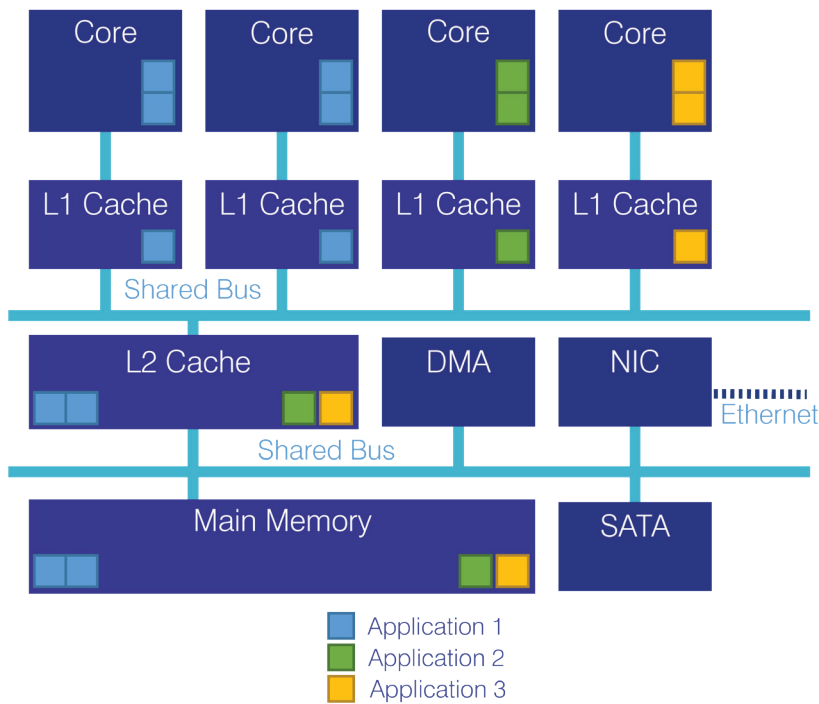 Core
Core
Core
Core
L1 Cache
L1 Cache
L1 Cache
L1 Cache
Shared Bus
L2 Cache
DMA
NIC
Ethernet
Shared Bus
Main Memory
SATA
Application 1
Application 2
Application 3